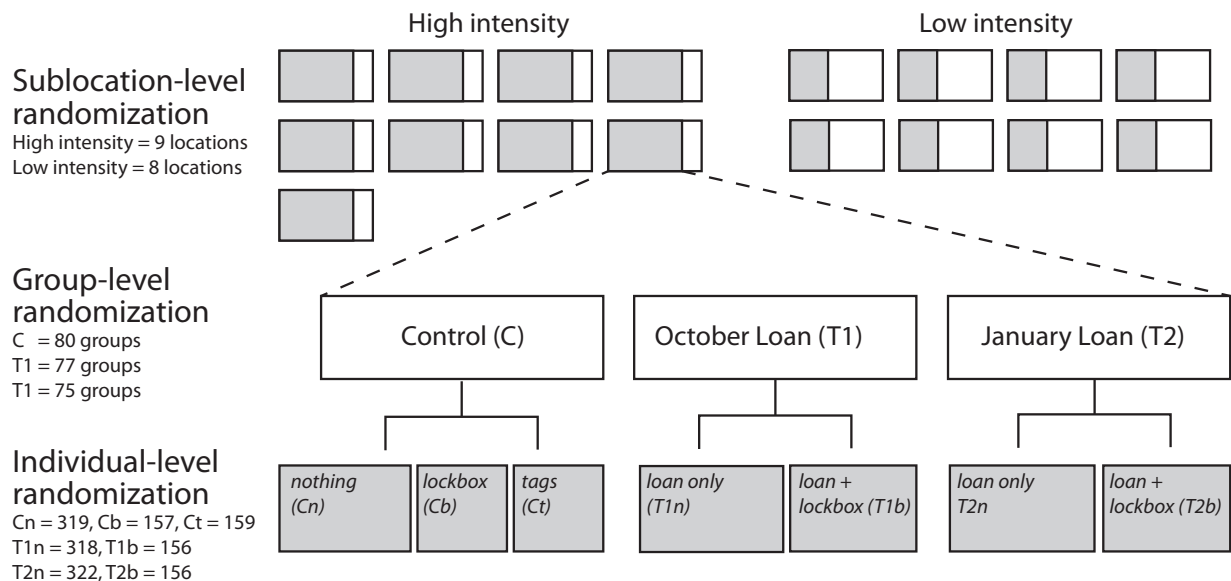 High intensity
Low intensity
Sublocation-level
randomization
High intensity = 9 locations
Low intensity = 8 locations
Group-level
randomization
C = 80 groups
T1 = 77 groups
T1 = 75 groups
Control (C)
October Loan (T1)
January Loan (T2)
Individual-level
randomization
Cn = 319, Cb = 157, Ct = 159
T1n = 318, T1b = 156
T2n = 322, T2b = 156
nothing
(Cn)
lockbox
(Cb)
tags
(Ct)
loan only
(T1n)
loan +
lockbox (T1b)
loan only
T2n
loan +
lockbox (T2b)